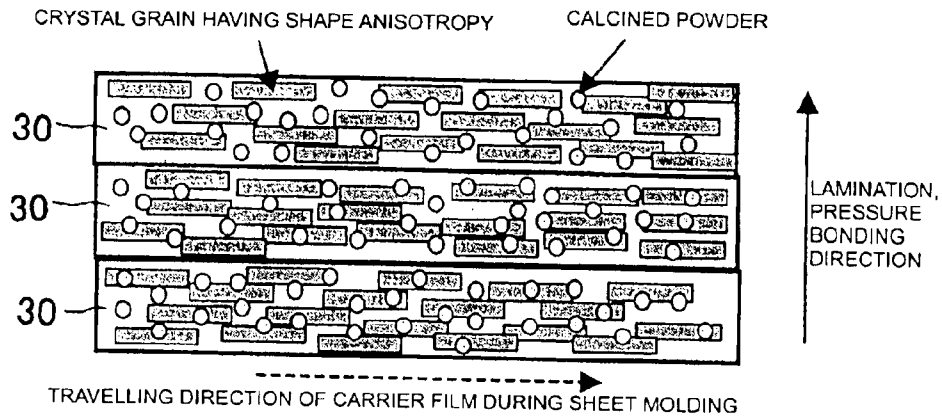 CRYSTAL GRAIN HAVING SHAPE ANISOTROPY
CALCINED POWDER
30
30
30
LAMINATION,
PRESSURE
BONDING
DIRECTION
TRAVELLING DIRECTION OF CARRIER FILM DURING SHEET MOLDING